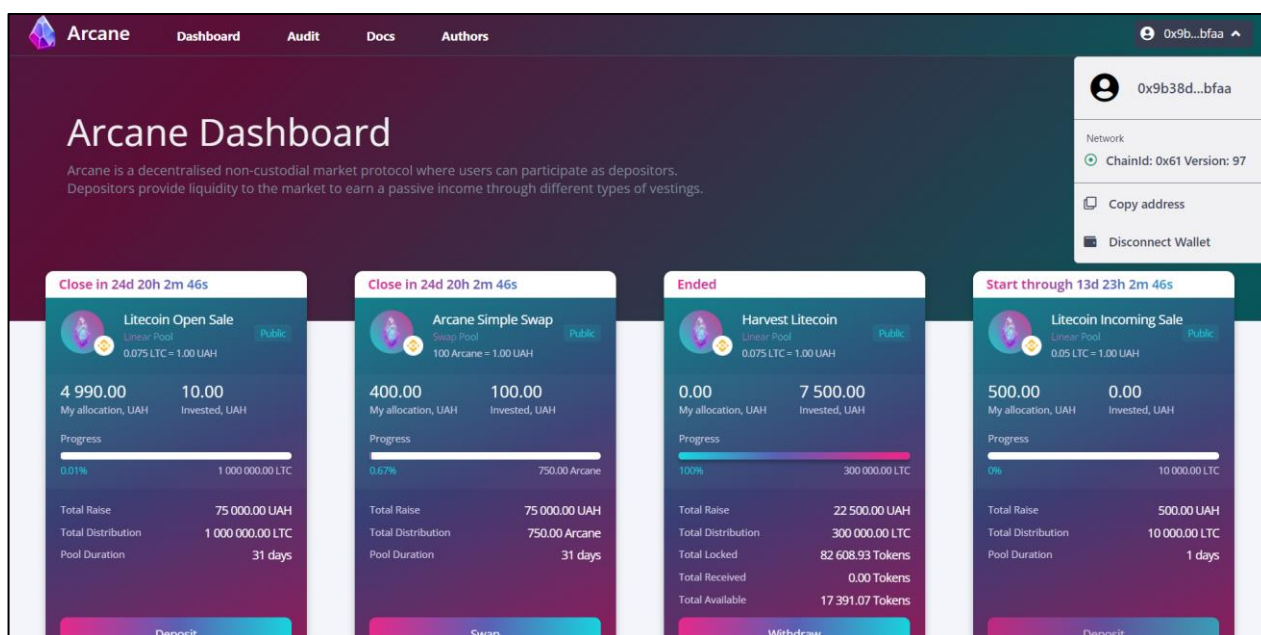 Arcane
Dashboard
Audit
Docs
Authors
0x9b...bfaa
0x9b38d...bfaa
Network
ChainId: 0x61 Version: 97
Copy address
Disconnect Wallet
Arcane Dashboard
Arcane is a decentralised non-custodial market protocol where users can participate as depositors.
Depositors provide liquidity to the market to earn a passive income through different types of vestings.
Close in 24d 20h 2m 46s
Litecoin Open Sale
Linear Pool
Public
0.075 LTC = 1.00 UAH
4 990.00 10.00
My allocation, UAH Invested, UAH
Progress
0.01% 1 000 000.00 LTC
Total Raise 75 000.00 UAH
Total Distribution 1 000 000.00 LTC
Pool Duration 31 days
Deposit
Close in 24d 20h 2m 46s
Arcane Simple Swap
Swap Pool
Public
100 Arcane = 1.00 UAH
400.00 100.00
My allocation, UAH Invested, UAH
Progress
0.67% 750.00 Arcane
Total Raise 75 000.00 UAH
Total Distribution 750.00 Arcane
Pool Duration 31 days
Swap
Ended
Harvest Litecoin
Linear Pool
Public
0.075 LTC = 1.00 UAH
0.00 7 500.00
My allocation, UAH Invested, UAH
Progress
100% 300 000.00 LTC
Total Raise 22 500.00 UAH
Total Distribution 300 000.00 LTC
Total Locked 82 608.93 Tokens
Total Received 0.00 Tokens
Total Available 17 391.07 Tokens
Withdraw
Start through 13d 23h 2m 46s
Litecoin Incoming Sale
Linear Pool
Public
0.05 LTC = 1.00 UAH
500.00 0.00
My allocation, UAH Invested, UAH
Progress
0% 10 000.00 LTC
Total Raise 500.00 UAH
Total Distribution 10 000.00 LTC
Pool Duration 1 days
Deposit